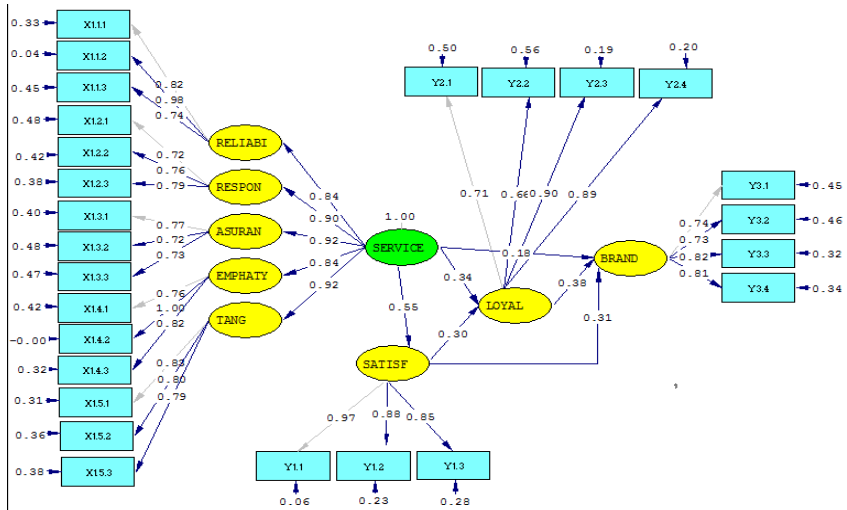 0.33 X1.1.1
0.04 X1.1.2
0.45 X1.1.3
0.48 X1.2.1
0.42 X1.2.2
0.38 X1.2.3
0.40 X1.3.1
0.48 X1.3.2
0.47 X1.3.3
0.42 X1.4.1
-0.00 X1.4.2
0.32 X1.4.3
0.31 X1.5.1
0.36 X1.5.2
0.38 X1.5.3
0.82
0.98
0.74
0.72
0.76
0.79
0.77
0.72
0.73
0.76
1.00
0.82
0.83
0.80
0.79
RELIABI
RESPON
ASURAN
EMPHATY
TANG
0.84
0.90
0.92
0.84
0.92
1.00
SERVICE
0.55
0.34
0.18
SATISF
0.30
0.31
LOYAL
0.38
BRAND
0.50 0.56 0.19 0.20
Y2.1 Y2.2 Y2.3 Y2.4
0.71 0.66 0.90 0.89
0.74
0.73
0.82
0.81
Y3.1 0.45
Y3.2 0.46
Y3.3 0.32
Y3.4 0.34
0.97 0.88 0.85
Y1.1 Y1.2 Y1.3
0.06 0.23 0.28
,